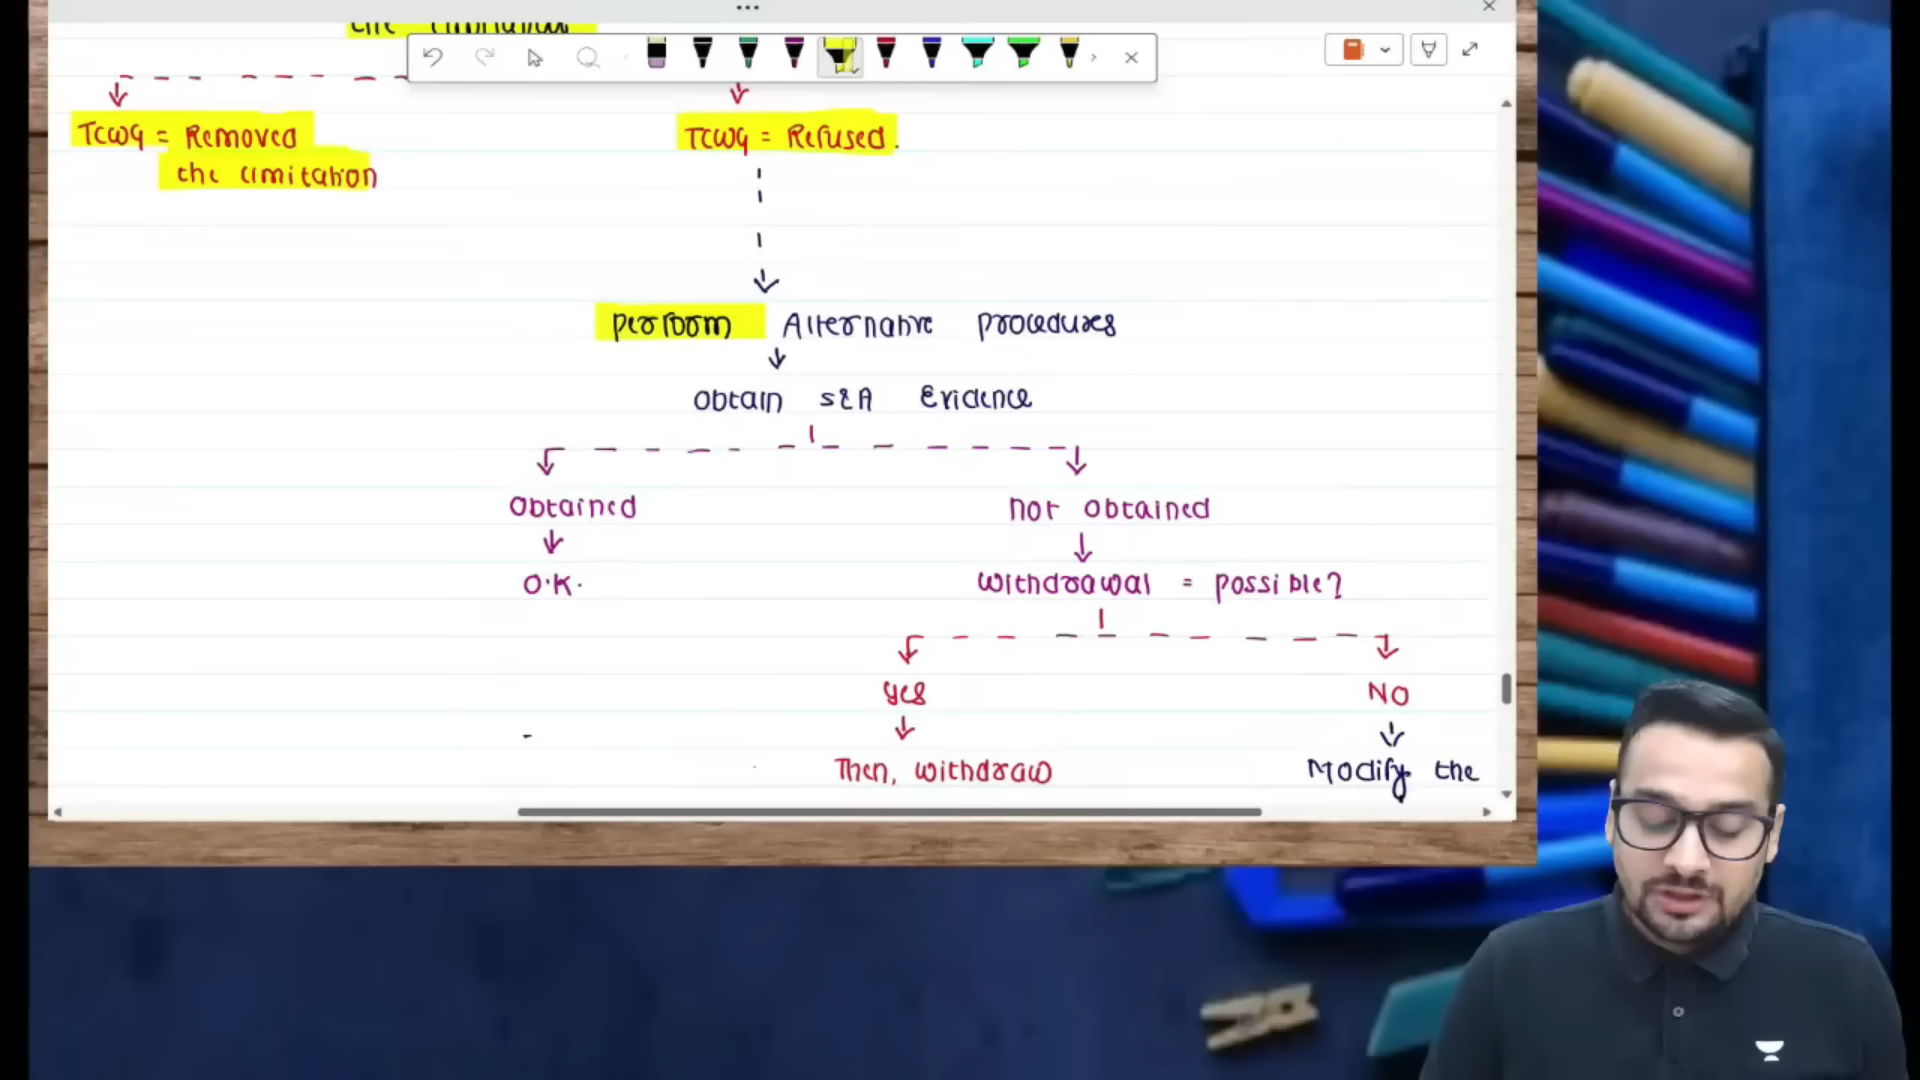 TCWG = Removed
the limitation
TCWG = Refused.
Perform Alternative procedures
Obtain S&A Evidence
Obtained
O.K.
Not obtained
Withdrawal = possible?
Yes
Then, withdraw
NO
Modify the